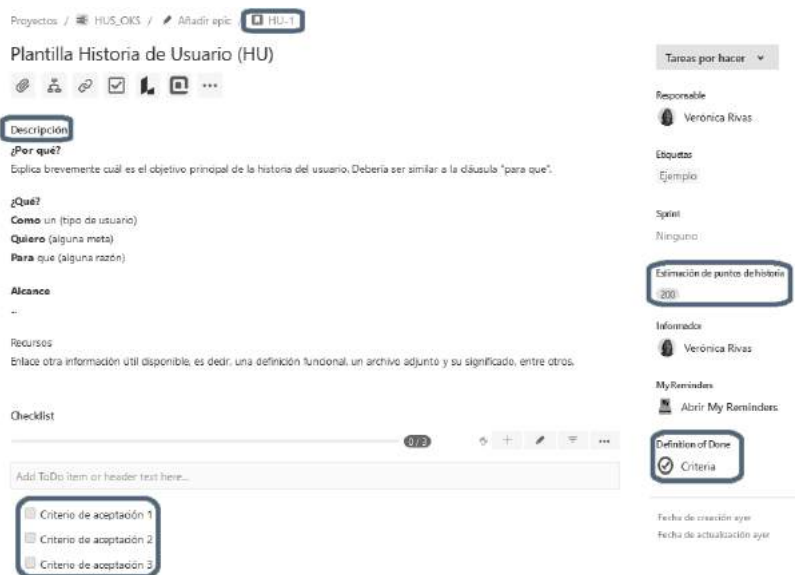 Proyectos / HUS_OKS / Añadir epic / HU-1
Plantilla Historia de Usuario (HU)
Descripción
¿Por qué?
Explica brevemente cuál es el objetivo principal de la historia del usuario. Debería ser similar a la cláusula "para que".
¿Qué?
Como un (tipo de usuario)
Quiero (alguna meta)
Para que (alguna razón)
Alcance
..
Recursos
Enlace otra información útil disponible, es decir, una definición funcional, un archivo adjunto y su significado, entre otros.
Checklist
0 / 3
Add ToDo item or header text here...
Criterio de aceptación 1
Criterio de aceptación 2
Criterio de aceptación 3
Tareas por hacer
Responsable
Verónica Rivas
Etiquetas
Ejemplo
Sprint
Ninguno
Estimación de puntos de historia
200
Informador
Verónica Rivas
My Reminders
Abrir My Reminders
Definition of Done
Criteria
Fecha de creación ayer
Fecha de actualización ayer